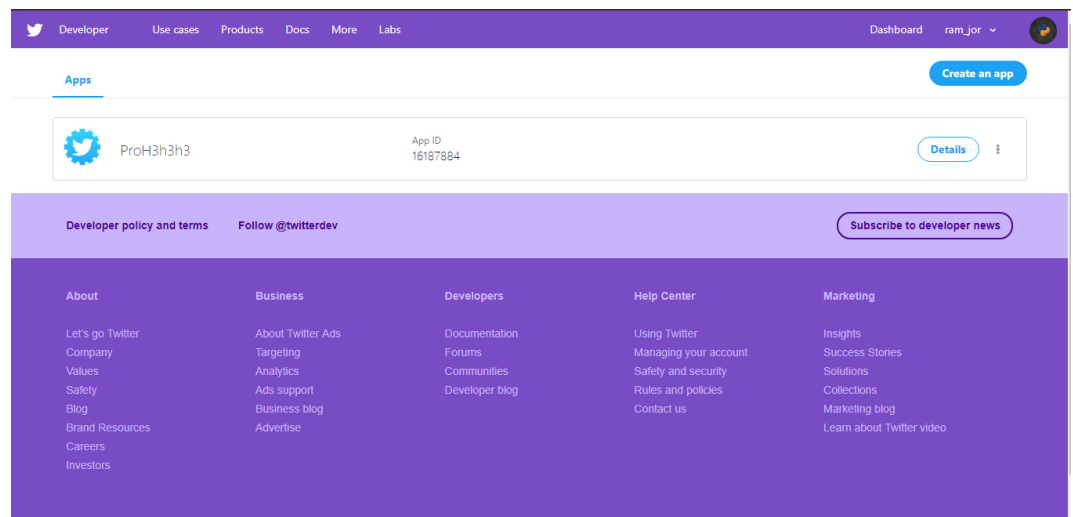 Developer Use cases Products Docs More Labs Dashboard ram_jor
Apps Create an app
ProH3h3h3
App ID
16187884
Details
Developer policy and terms Follow @twitterdev Subscribe to developer news
About
Let's go Twitter
Company
Values
Safety
Blog
Brand Resources
Careers
Investors
Business
About Twitter Ads
Targeting
Analytics
Ads support
Business blog
Advertise
Developers
Documentation
Forums
Communities
Developer blog
Help Center
Using Twitter
Managing your account
Safety and security
Rules and policies
Contact us
Marketing
Insights
Success Stories
Solutions
Collections
Marketing blog
Learn about Twitter video